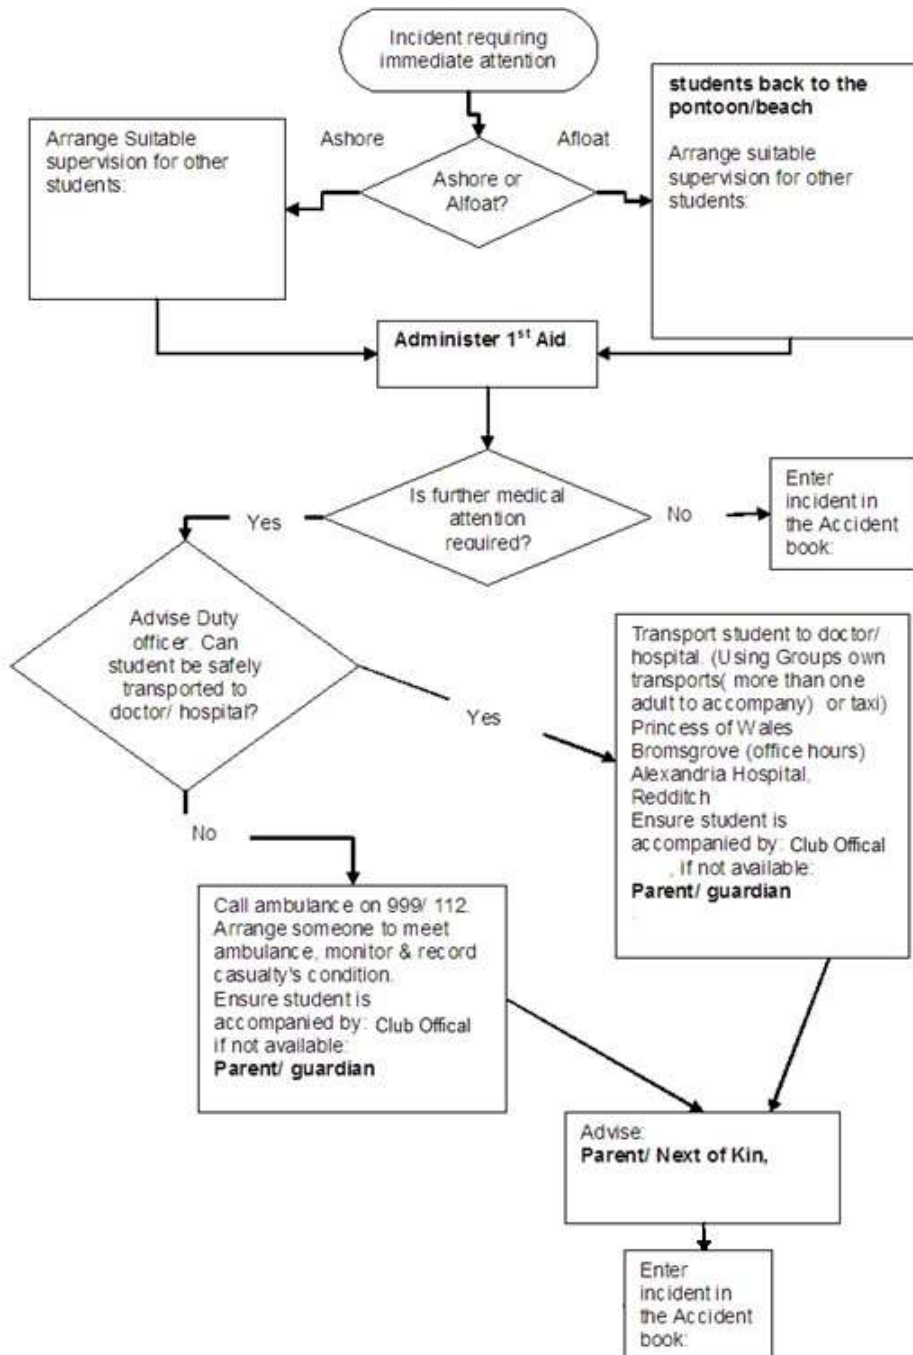 Incident requiring
immediate attention
students back to the
pontoon/beach
Arrange suitable
supervision for other
students:
Arrange Suitable
supervision for other
students:
Ashore
Afloat
Ashore or
Alfoat?
Administer 1st Aid.
Is further medical
attention
required?
Yes
No
Enter
incident in
the Accident
book:
Advise Duty
officer. Can
student be safely
transported to
doctor/ hospital?
Yes
No
Transport student to doctor/
hospital. (Using Groups own
transports( more than one
adult to accompany) or taxi)
Princess of Wales
Bromsgrove (office hours)
Alexandria Hospital,
Redditch
Ensure student is
accompanied by: Club Offical
, if not available:
Parent/ guardian
Call ambulance on 999/ 112.
Arrange someone to meet
ambulance, monitor & record
casualty's condition.
Ensure student is
accompanied by: Club Offical
if not available:
Parent/ guardian
Advise:
Parent/ Next of Kin,
Enter
incident in
the Accident
book: